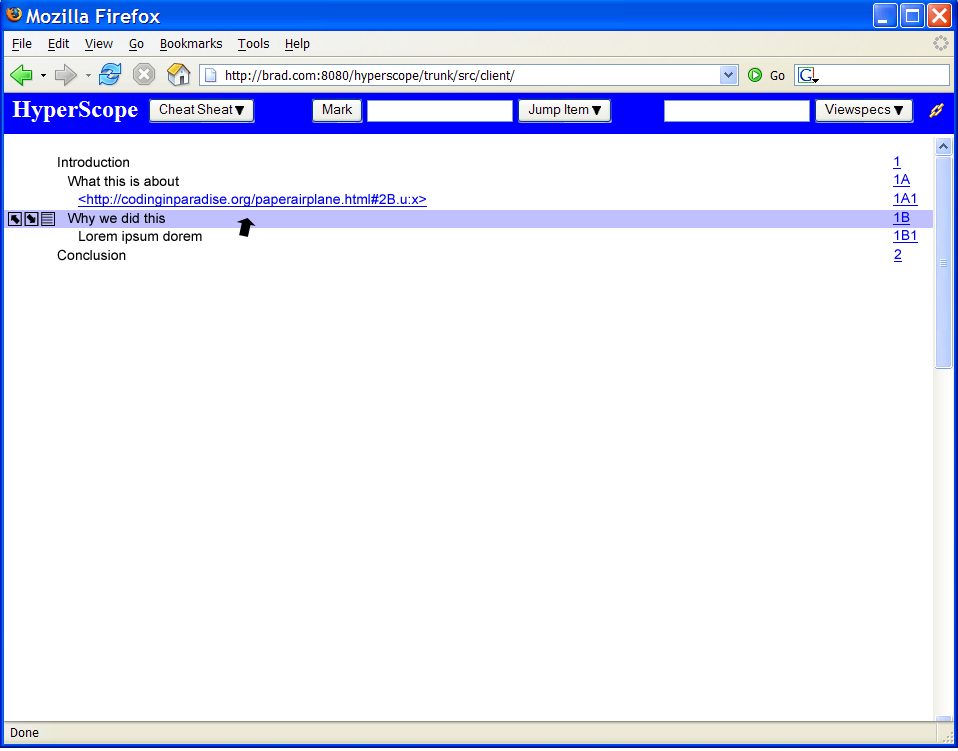 Mozilla Firefox
File Edit View Go Bookmarks Tools Help
http://brad.com:8080/hyperscope/trunk/src/client/ Go G
HyperScope Cheat Sheat▼ Mark Jump Item▼ Viewspecs▼
Introduction 1
What this is about 1A
<http://codinginparadise.org/paperairplane.html#2B.u:x> 1A1
Why we did this 1B
Lorem ipsum dorem 1B1
Conclusion 2
Done